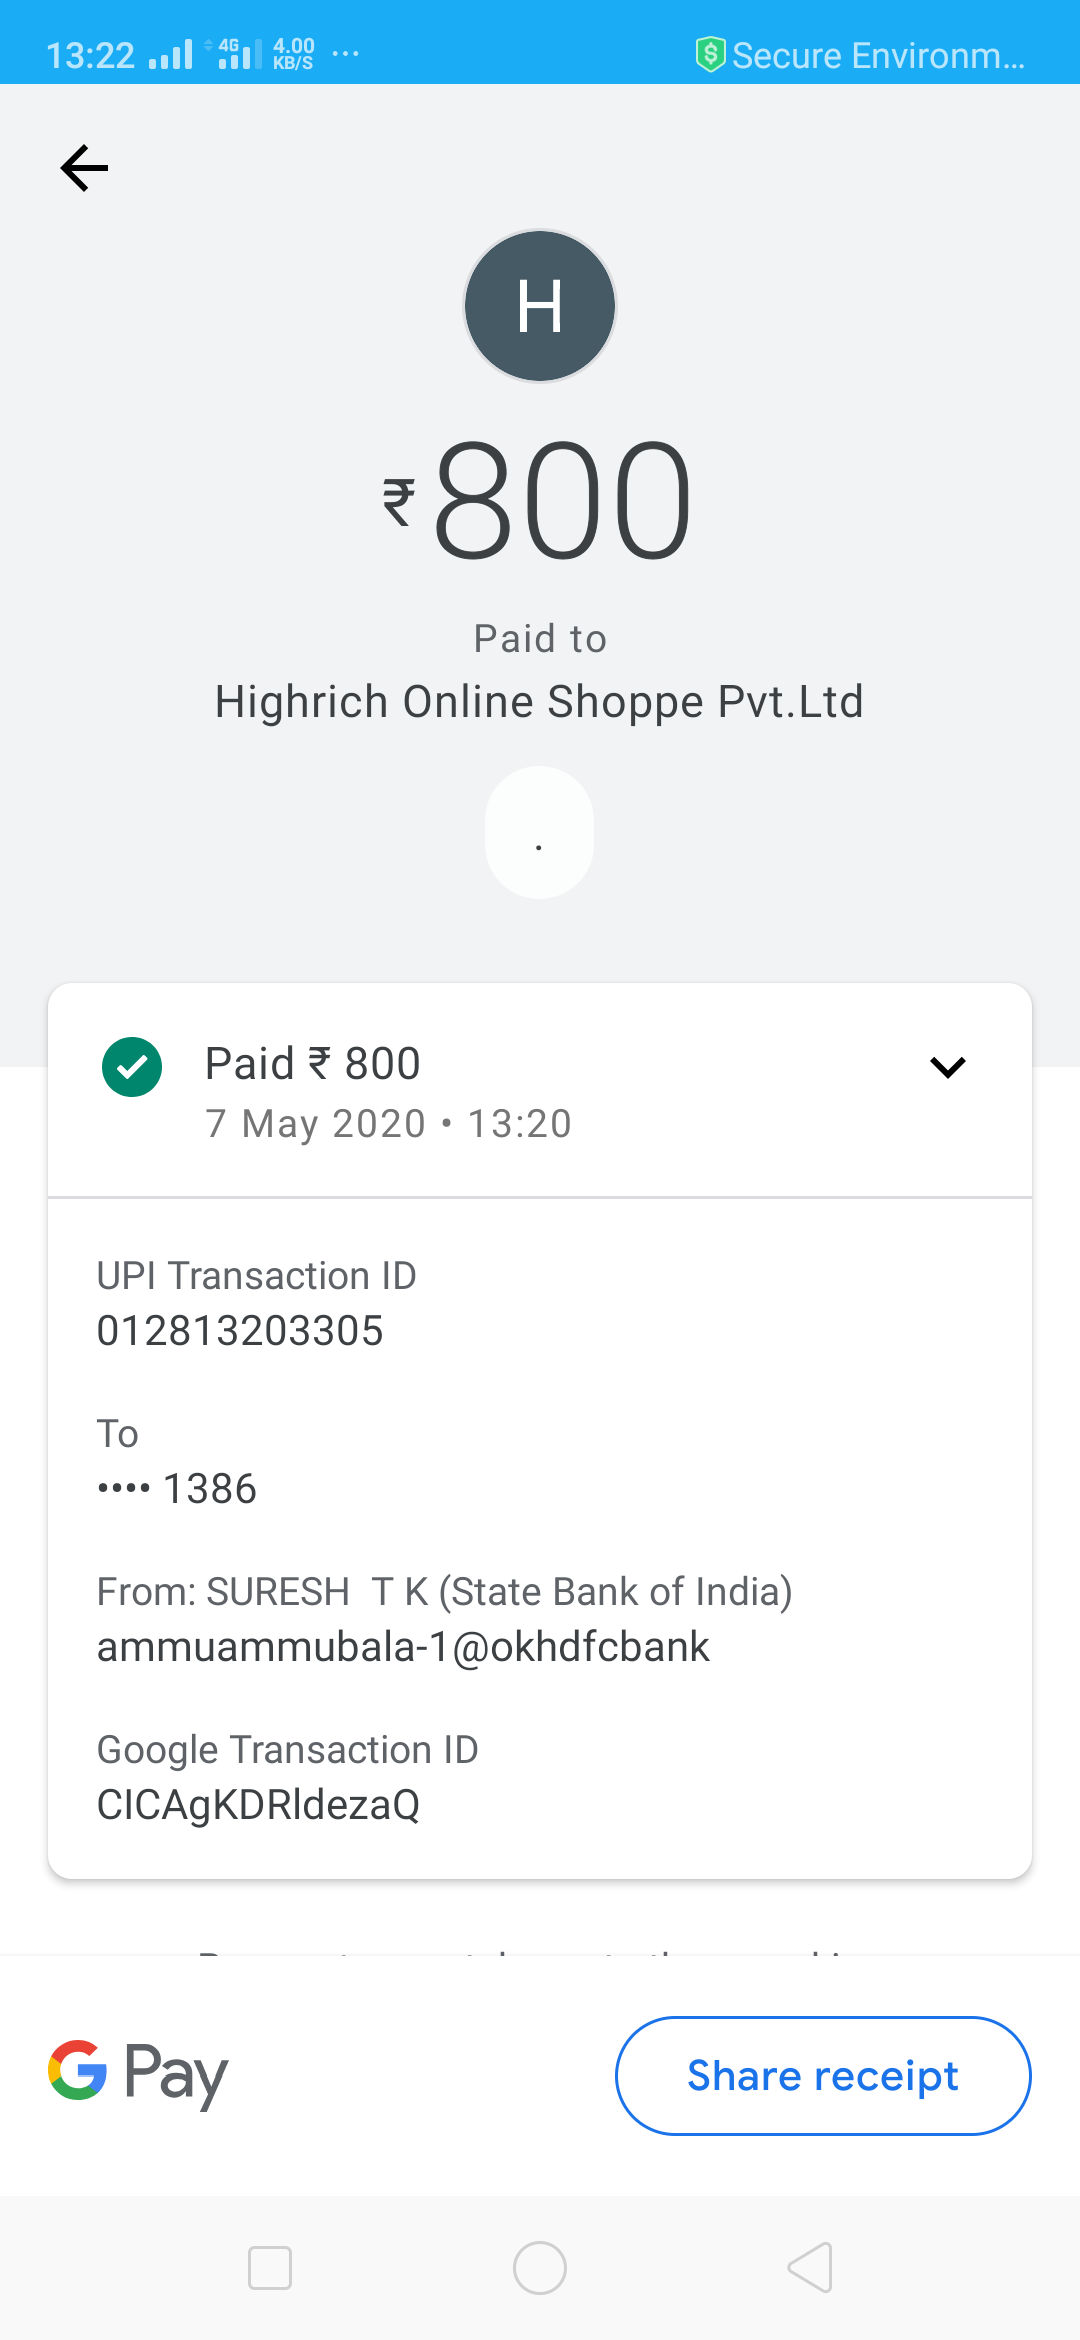 13:22 4G 4.00 KB/S ... $ Secure Environm...
H
₹800
Paid to
Highrich Online Shoppe Pvt.Ltd
.
Paid ₹ 800
7 May 2020 • 13:20
UPI Transaction ID
012813203305
To
•••• 1386
From: SURESH  T K (State Bank of India)
ammuammubala-1@okhdfcbank
Google Transaction ID
CICAgKDRldezaQ
G Pay
Share receipt